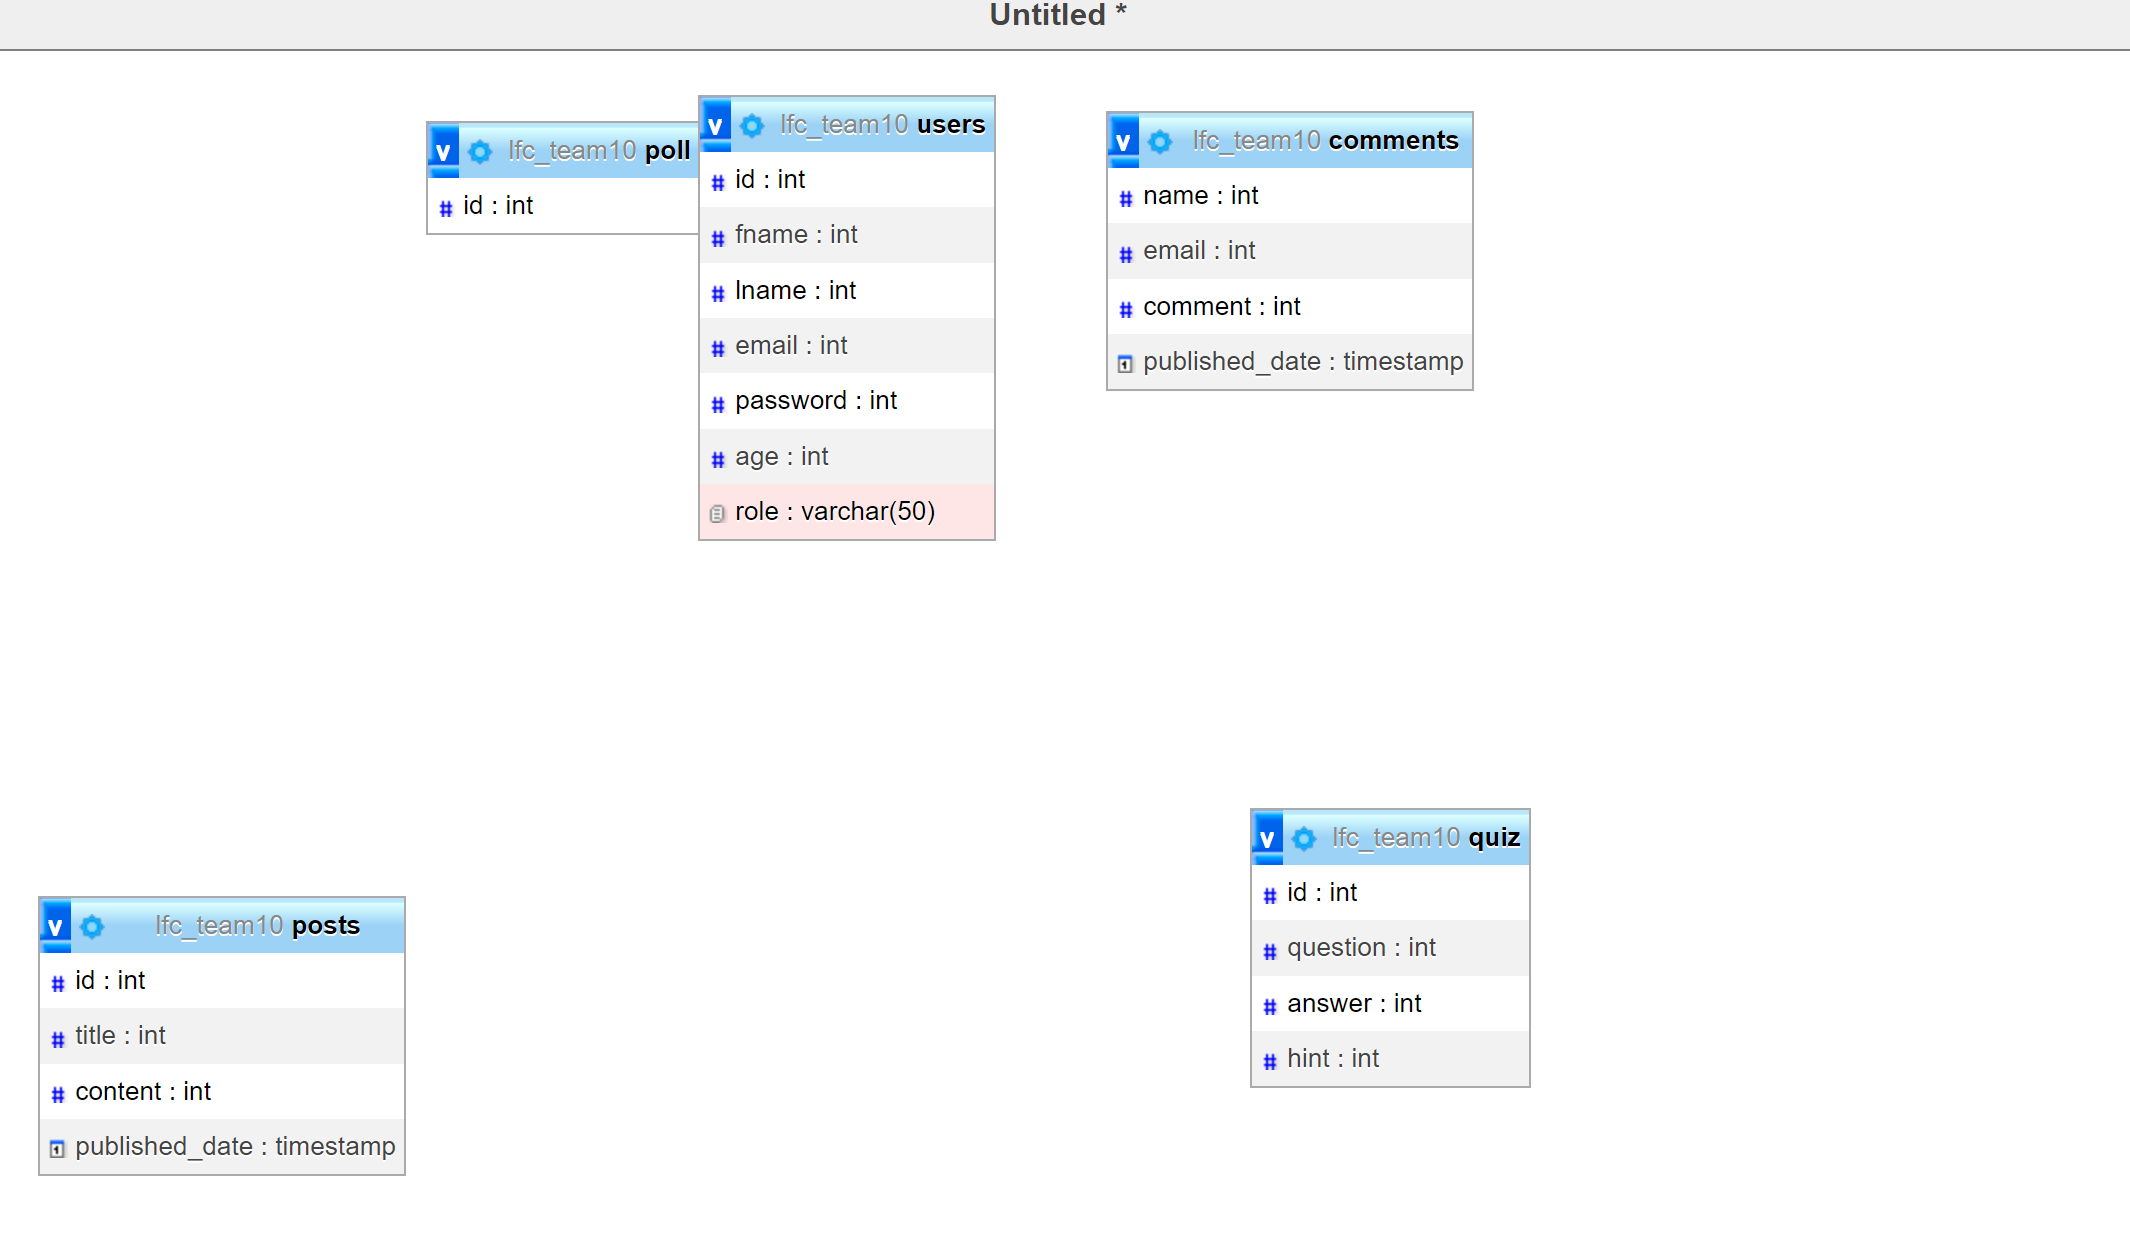 Untitled *
v lfc_team10 poll
# id : int
v lfc_team10 users
# id : int
# fname : int
# lname : int
# email : int
# password : int
# age : int
role : varchar(50)
v lfc_team10 comments
# name : int
# email : int
# comment : int
published_date : timestamp
v lfc_team10 posts
# id : int
# title : int
# content : int
published_date : timestamp
v lfc_team10 quiz
# id : int
# question : int
# answer : int
# hint : int